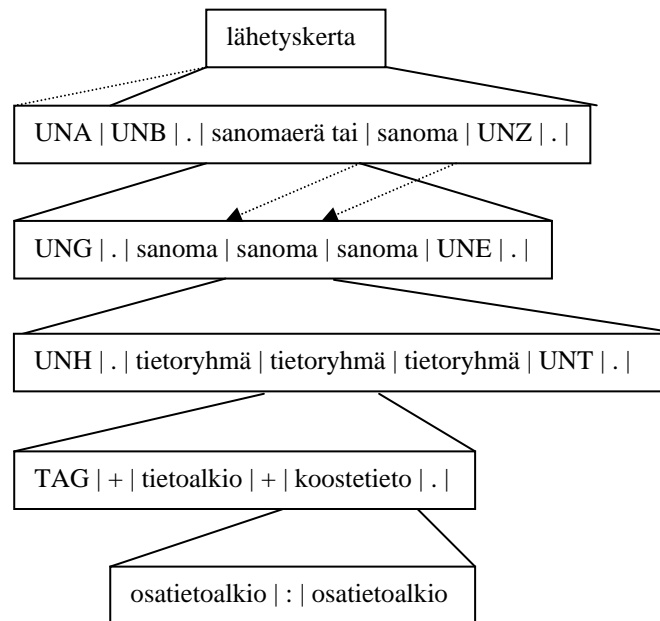 lähetyskerta
UNA | UNB | . | sanomaerä tai | sanoma | UNZ | . |
UNG | . | sanoma | sanoma | sanoma | UNE | . |
UNH | . | tietoryhmä | tietoryhmä | tietoryhmä | UNT | . |
TAG | + | tietoalkio | + | koostetieto | . |
osatietoalkio | : | osatietoalkio